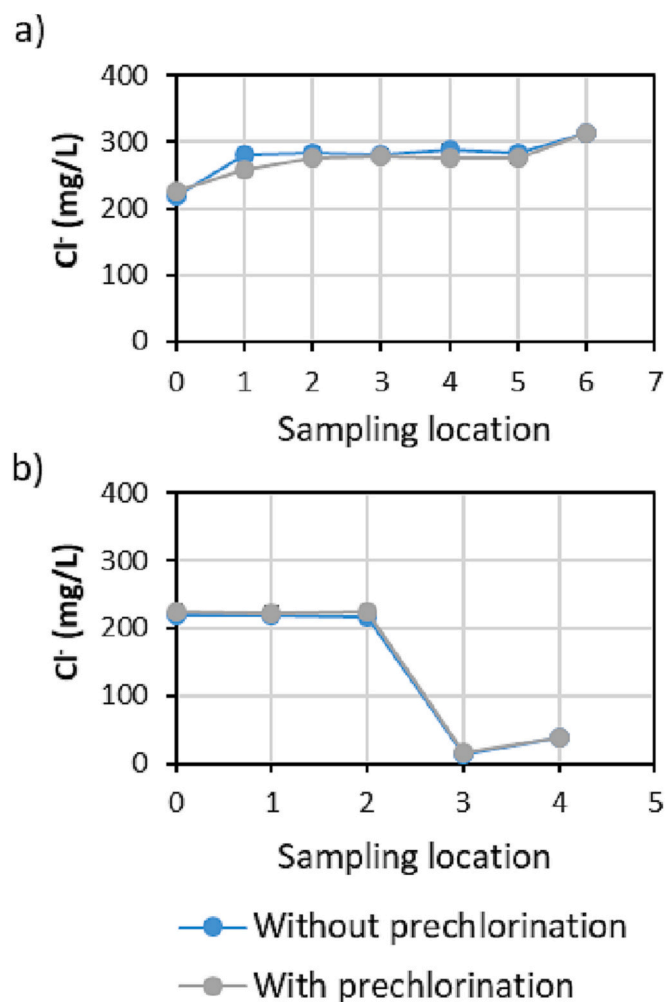 a)
400
300
200
100
0
Cl⁻ (mg/L)
0 1 2 3 4 5 6 7
Sampling location
b)
400
300
200
100
0
Cl⁻ (mg/L)
0 1 2 3 4 5
Sampling location
Without prechlorination
With prechlorination